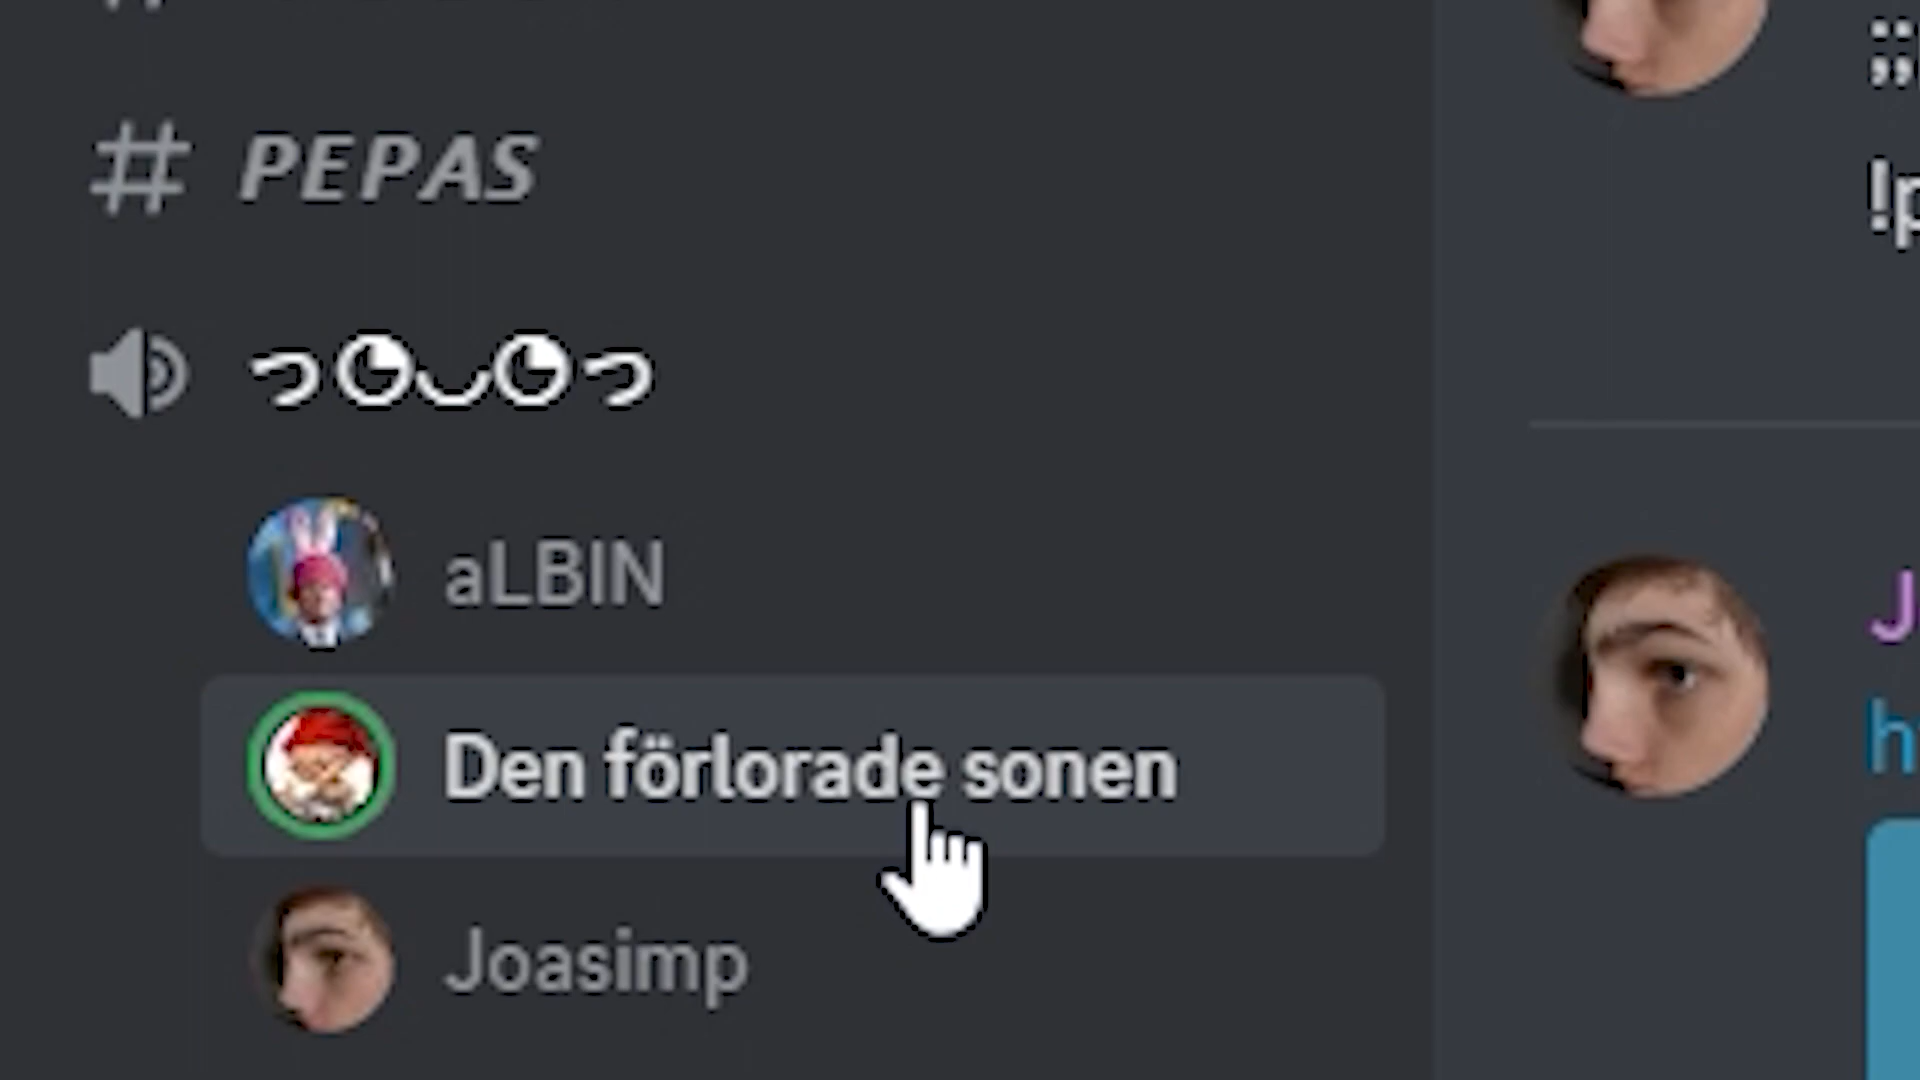 # PEPAS
っ◔◡◔っ
aLBIN
Den förlorade sonen
Joasimp
!p
J
h